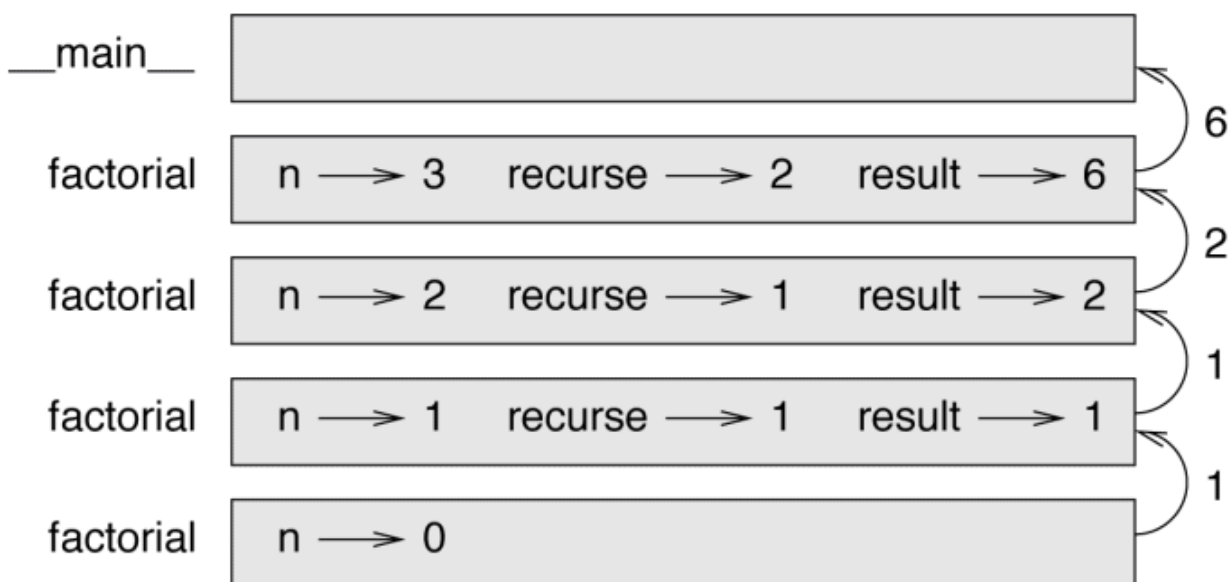 __main__
6
factorial n 3 recurse 2 result 6
2
factorial n 2 recurse 1 result 2
1
factorial n 1 recurse 1 result 1
1
factorial n 0